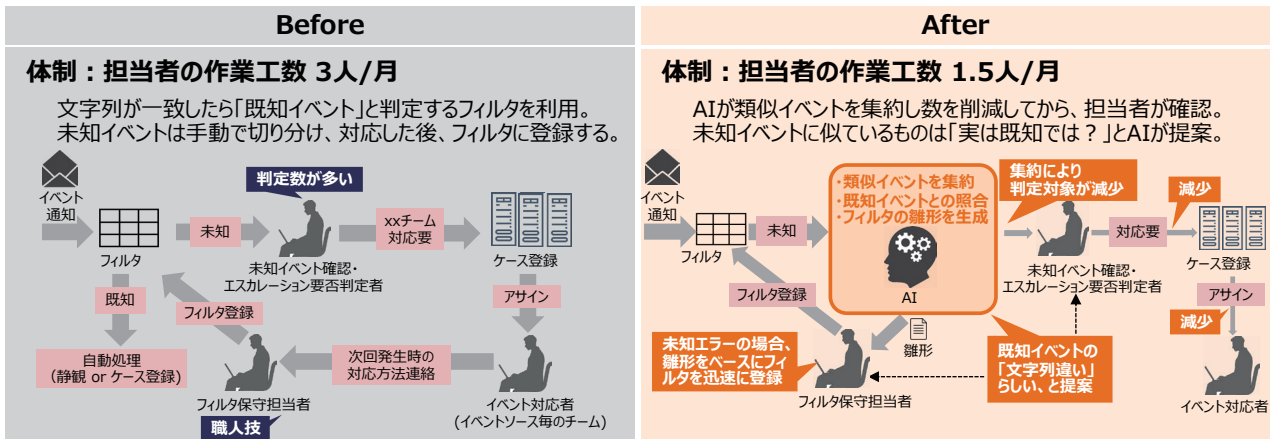 Before
体制：担当者の作業工数 3人/月
文字列が一致したら「既知イベント」と判定するフィルタを利用。
未知イベントは手動で切り分け、対応した後、フィルタに登録する。
イベント
通知
判定数が多い
フィルタ
未知
未知イベント確認・
エスカレーション要否判定者
xxチーム
対応要
ケース登録
既知
フィルタ登録
アサイン
自動処理
（静観 or ケース登録）
フィルタ保守担当者
職人技
次回発生時の
対応方法連絡
イベント対応者
（イベントソース毎のチーム）
After
体制：担当者の作業工数 1.5人/月
AIが類似イベントを集約し数を削減してから、担当者が確認。
未知イベントに似ているものは「実は既知では？」とAIが提案。
イベント
通知
フィルタ
未知
・類似イベントを集約
・既知イベントとの照合
・フィルタの雛形を生成
AI
集約により
判定対象が減少
未知イベント確認・
エスカレーション要否判定者
減少
対応要
ケース登録
フィルタ登録
アサイン
減少
未知エラーの場合、
雛形をベースにフィ
ルタを迅速に登録
雛形
フィルタ保守担当者
既知イベントの
「文字列違い」
らしい、と提案
イベント対応者